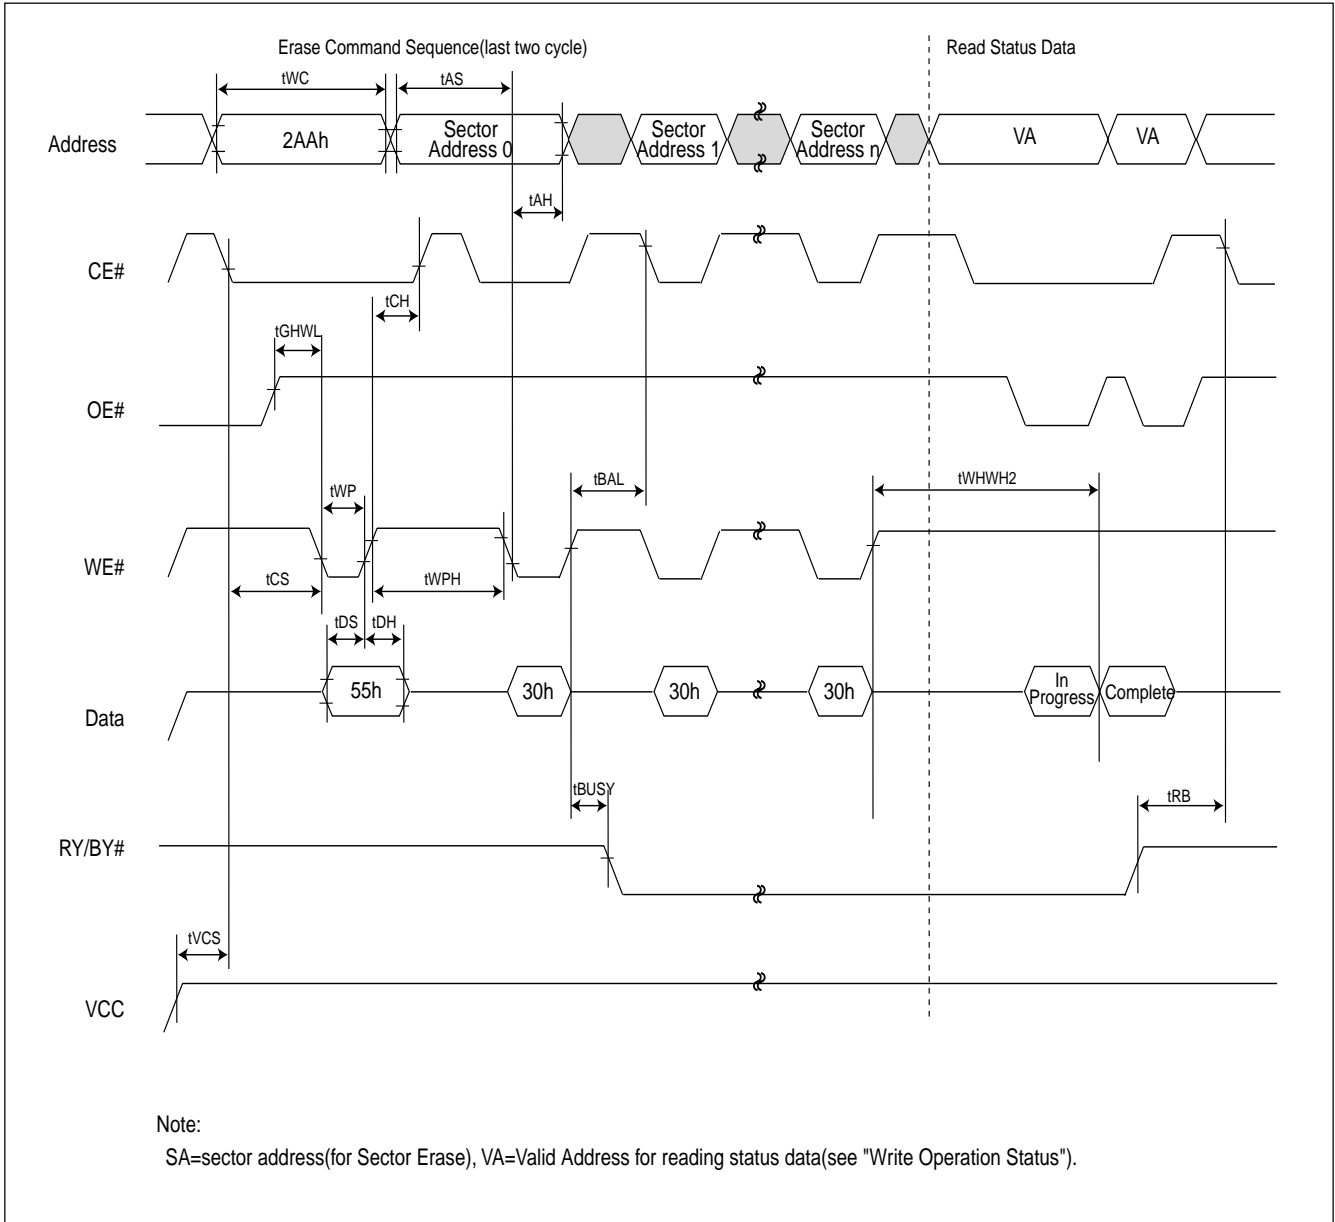 Erase Command Sequence(last two cycle)
Read Status Data
tWC
tAS
Address
2AAh
Sector
Address 0
Sector
Address 1
Sector
Address n
VA
VA
tAH
CE#
tCH
tGHWL
OE#
tWP
tBAL
tWHWH2
WE#
tCS
tWPH
tDS
tDH
Data
55h
30h
30h
30h
In
Progress
Complete
tBUSY
tRB
RY/BY#
tVCS
VCC
Note:
SA=sector address(for Sector Erase), VA=Valid Address for reading status data(see "Write Operation Status").